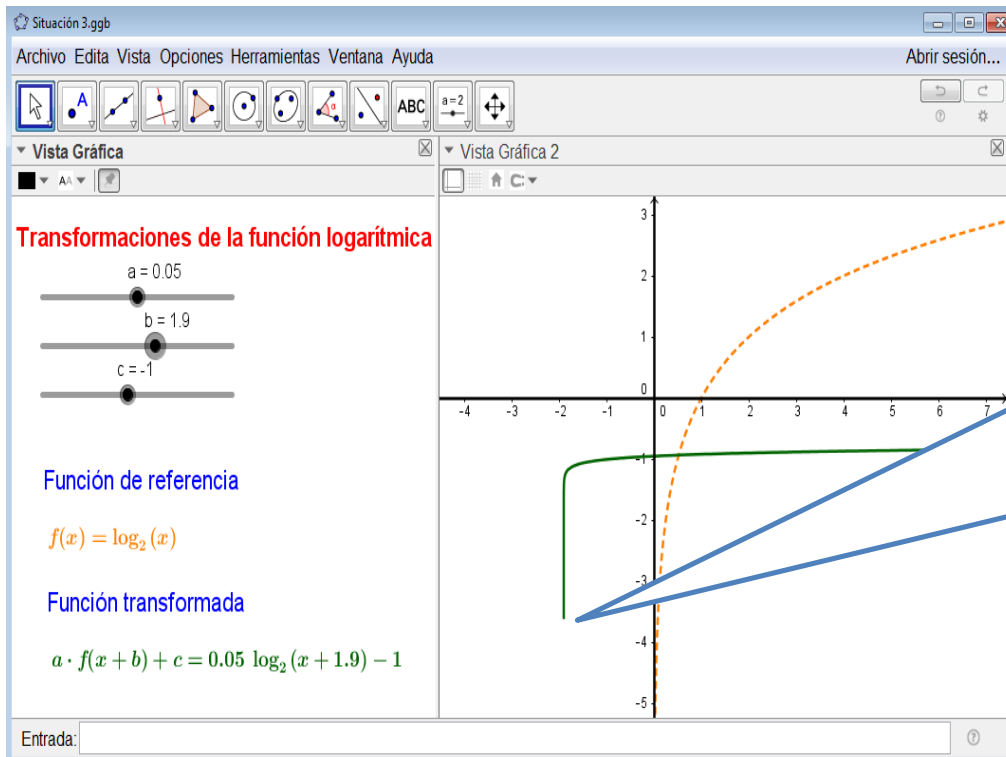 Situación 3.ggb
Archivo Edita Vista Opciones Herramientas Ventana Ayuda
Abrir sesión...
A
α
ABC
a=2
Vista Gráfica
Vista Gráfica 2
AA
Transformaciones de la función logarítmica
a = 0.05
b = 1.9
c = -1
Función de referencia
f(x) = log₂ (x)
Función transformada
a · f(x + b) + c = 0.05 log₂ (x + 1.9) − 1
3
2
1
0
-4 -3 -2 -1 0 1 2 3 4 5 6 7
-1
-2
-3
-4
-5
Entrada: